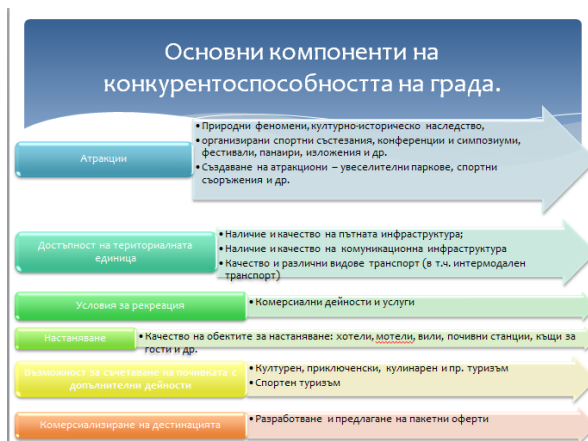 Основни компоненти на
конкурентоспособността на града.
Атракции
• Природни феномени, културно-историческо наследство,
• организирани спортни състезания, конференции и симпозиуми,
фестивали, панаири, изложения и др.
• Създаване на атракциони – увеселителни паркове, спортни
съоръжения и др.
Достъпност на териториалната
единица
• Наличие и качество на пътната инфраструктура;
• Наличие и качество на комуникационна инфраструктура
• Качество и различни видове транспорт (в т.ч. интермодален
транспорт)
Условия за рекреация
• Комерсиални дейности и услуги
Настаняване
• Качество на обектите за настаняване: хотели, мотели, вили, почивни станции, къщи за
гости и др.
Възможност за съчетаване на почивката с
допълнителни дейности
• Културен, приключенски, кулинарен и пр. туризъм
• Спортен туризъм
Комерсиализиране на дестинацията
• Разработване и предлагане на пакетни оферти